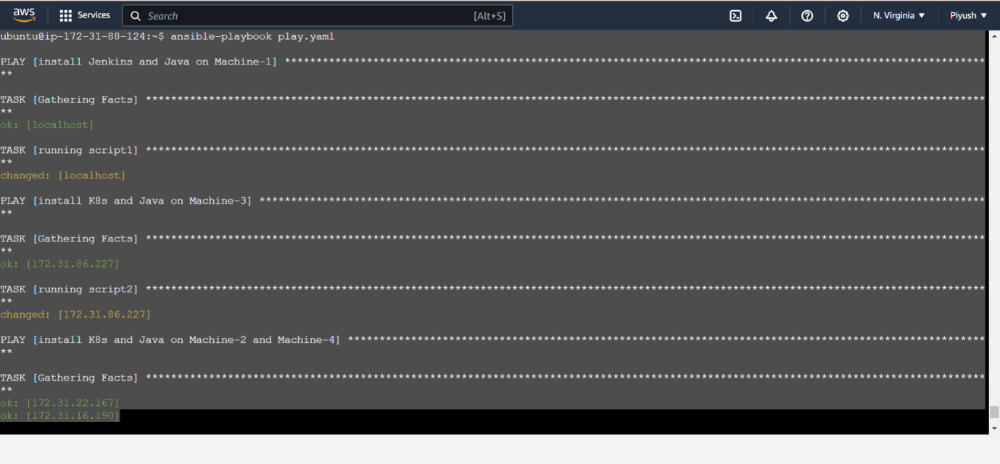 aws Services Search [Alt+S] N. Virginia Piyush
ubuntu@ip-172-31-88-124:~$ ansible-playbook play.yaml
PLAY [install Jenkins and Java on Machine-1] ***************************************************************************************************************
**
TASK [Gathering Facts] *************************************************************************************************************************************
**
ok: [localhost]
TASK [running script1] *************************************************************************************************************************************
**
changed: [localhost]
PLAY [install K8s and Java on Machine-3] *******************************************************************************************************************
**
TASK [Gathering Facts] *************************************************************************************************************************************
**
ok: [172.31.86.227]
TASK [running script2] *************************************************************************************************************************************
**
changed: [172.31.86.227]
PLAY [install K8s and Java on Machine-2 and Machine-4] *****************************************************************************************************
**
TASK [Gathering Facts] *************************************************************************************************************************************
**
ok: [172.31.22.167]
ok: [172.31.16.190]